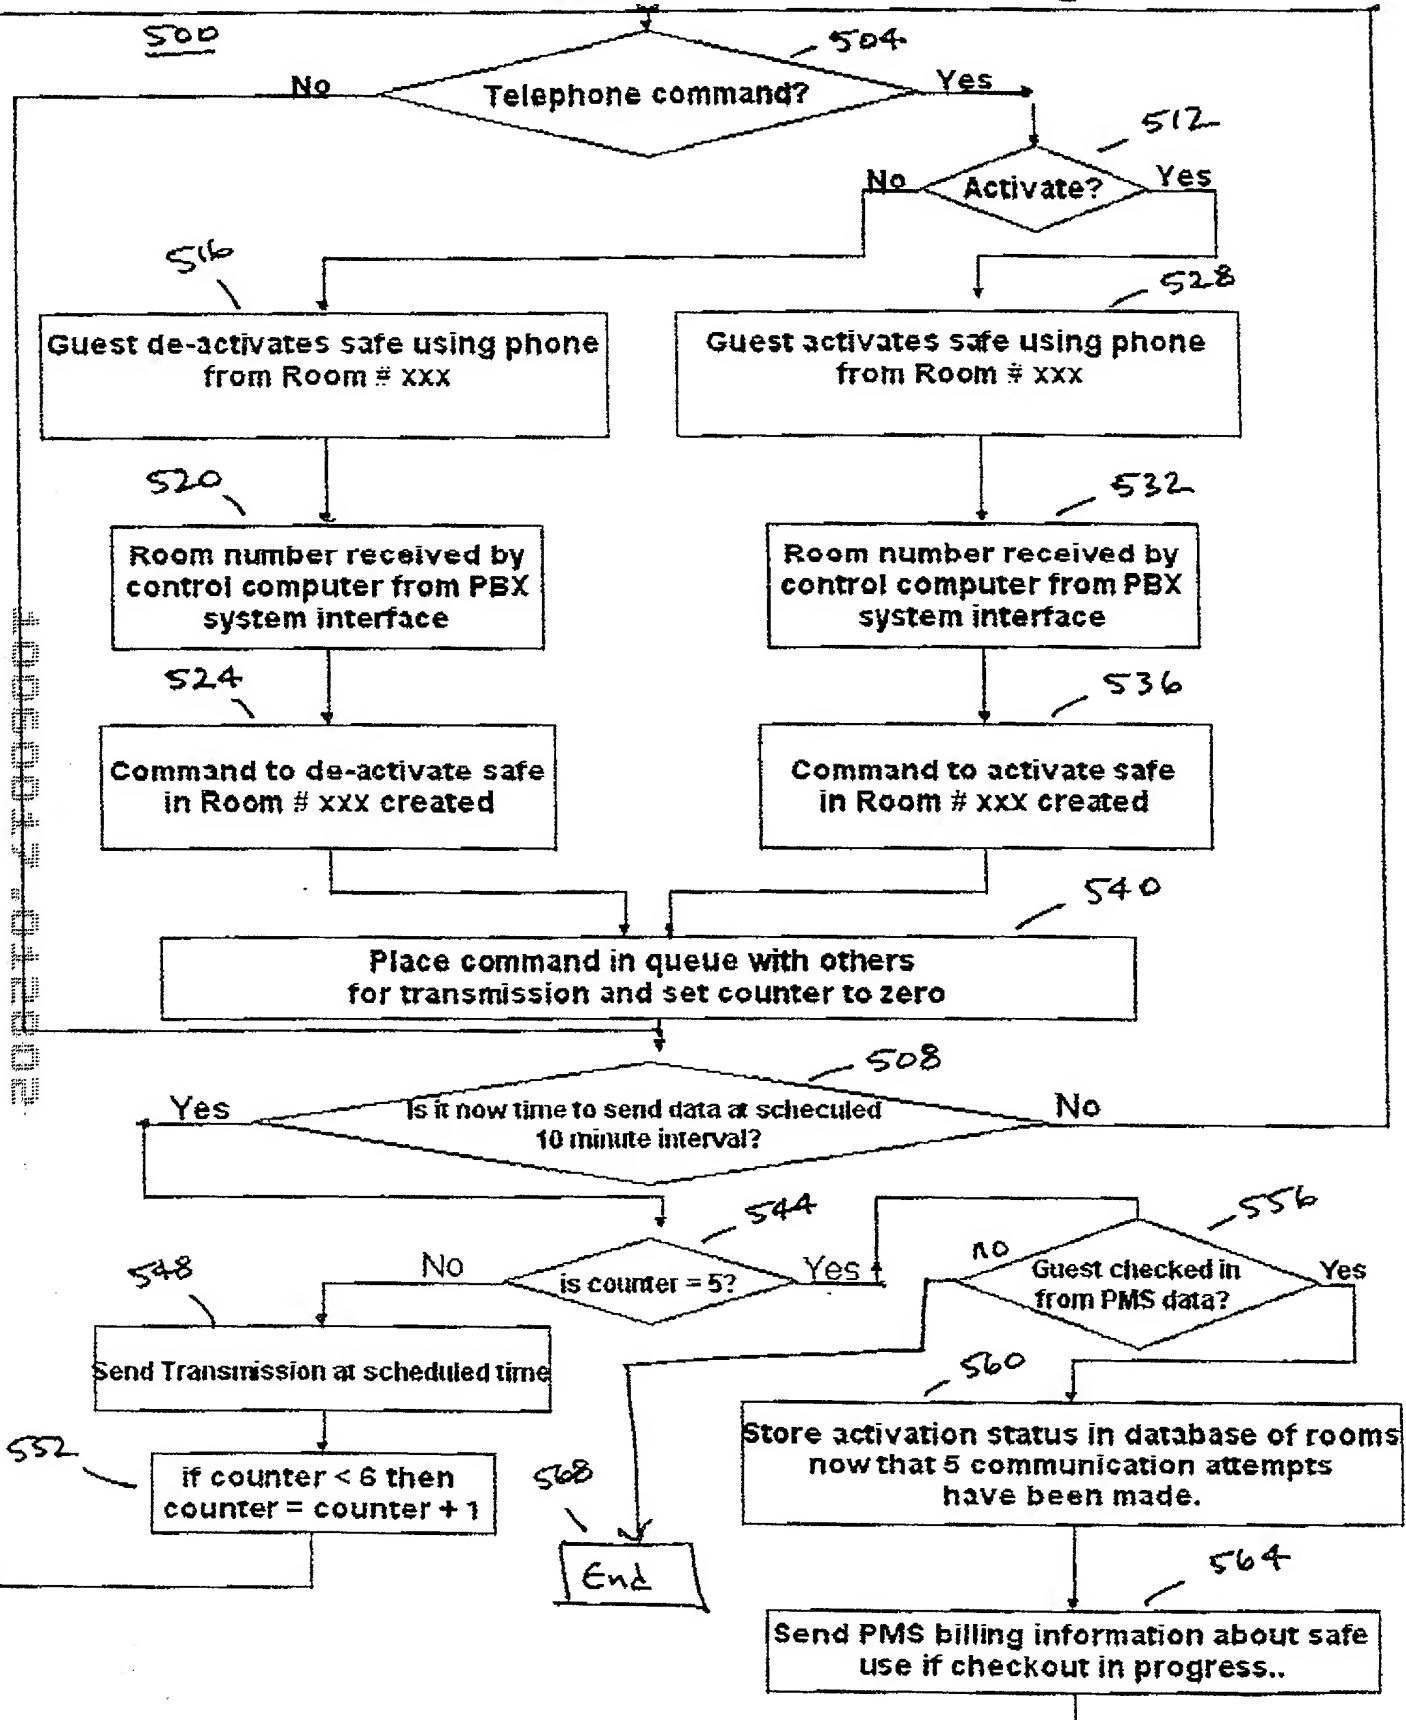 500
504
No
Telephone command?
Yes
512
No
Activate?
Yes
516
528
Guest de-activates safe using phone
from Room # xxx
Guest activates safe using phone
from Room # xxx
520
532
Room number received by
control computer from PBX
system interface
Room number received by
control computer from PBX
system interface
524
536
Command to de-activate safe
in Room # xxx created
Command to activate safe
in Room # xxx created
540
Place command in queue with others
for transmission and set counter to zero
508
Yes
Is it now time to send data at scheculed
10 minute interval?
No
544
556
548
No
is counter = 5?
Yes
no
Guest checked in
from PMS data?
Yes
Send Transmission at scheduled time
560
552
if counter < 6 then
counter = counter + 1
Store activation status in database of rooms
now that 5 communication attempts
have been made.
568
End
564
Send PMS billing information about safe
use if checkout in progress..